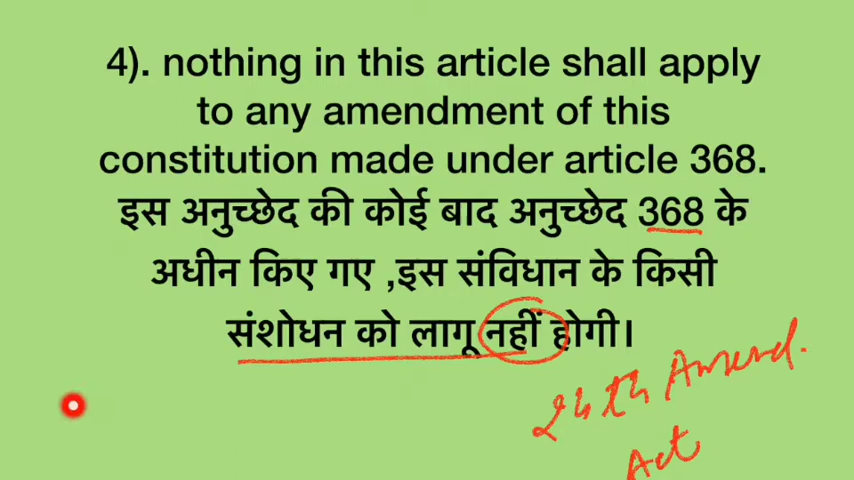 4). nothing in this article shall apply
to any amendment of this
constitution made under article 368.
इस अनुच्छेद की कोई बाद अनुच्छेद 368 के
अधीन किए गए ,इस संविधान के किसी
संशोधन को लागू नहीं होगी।
24th Amend.
Act